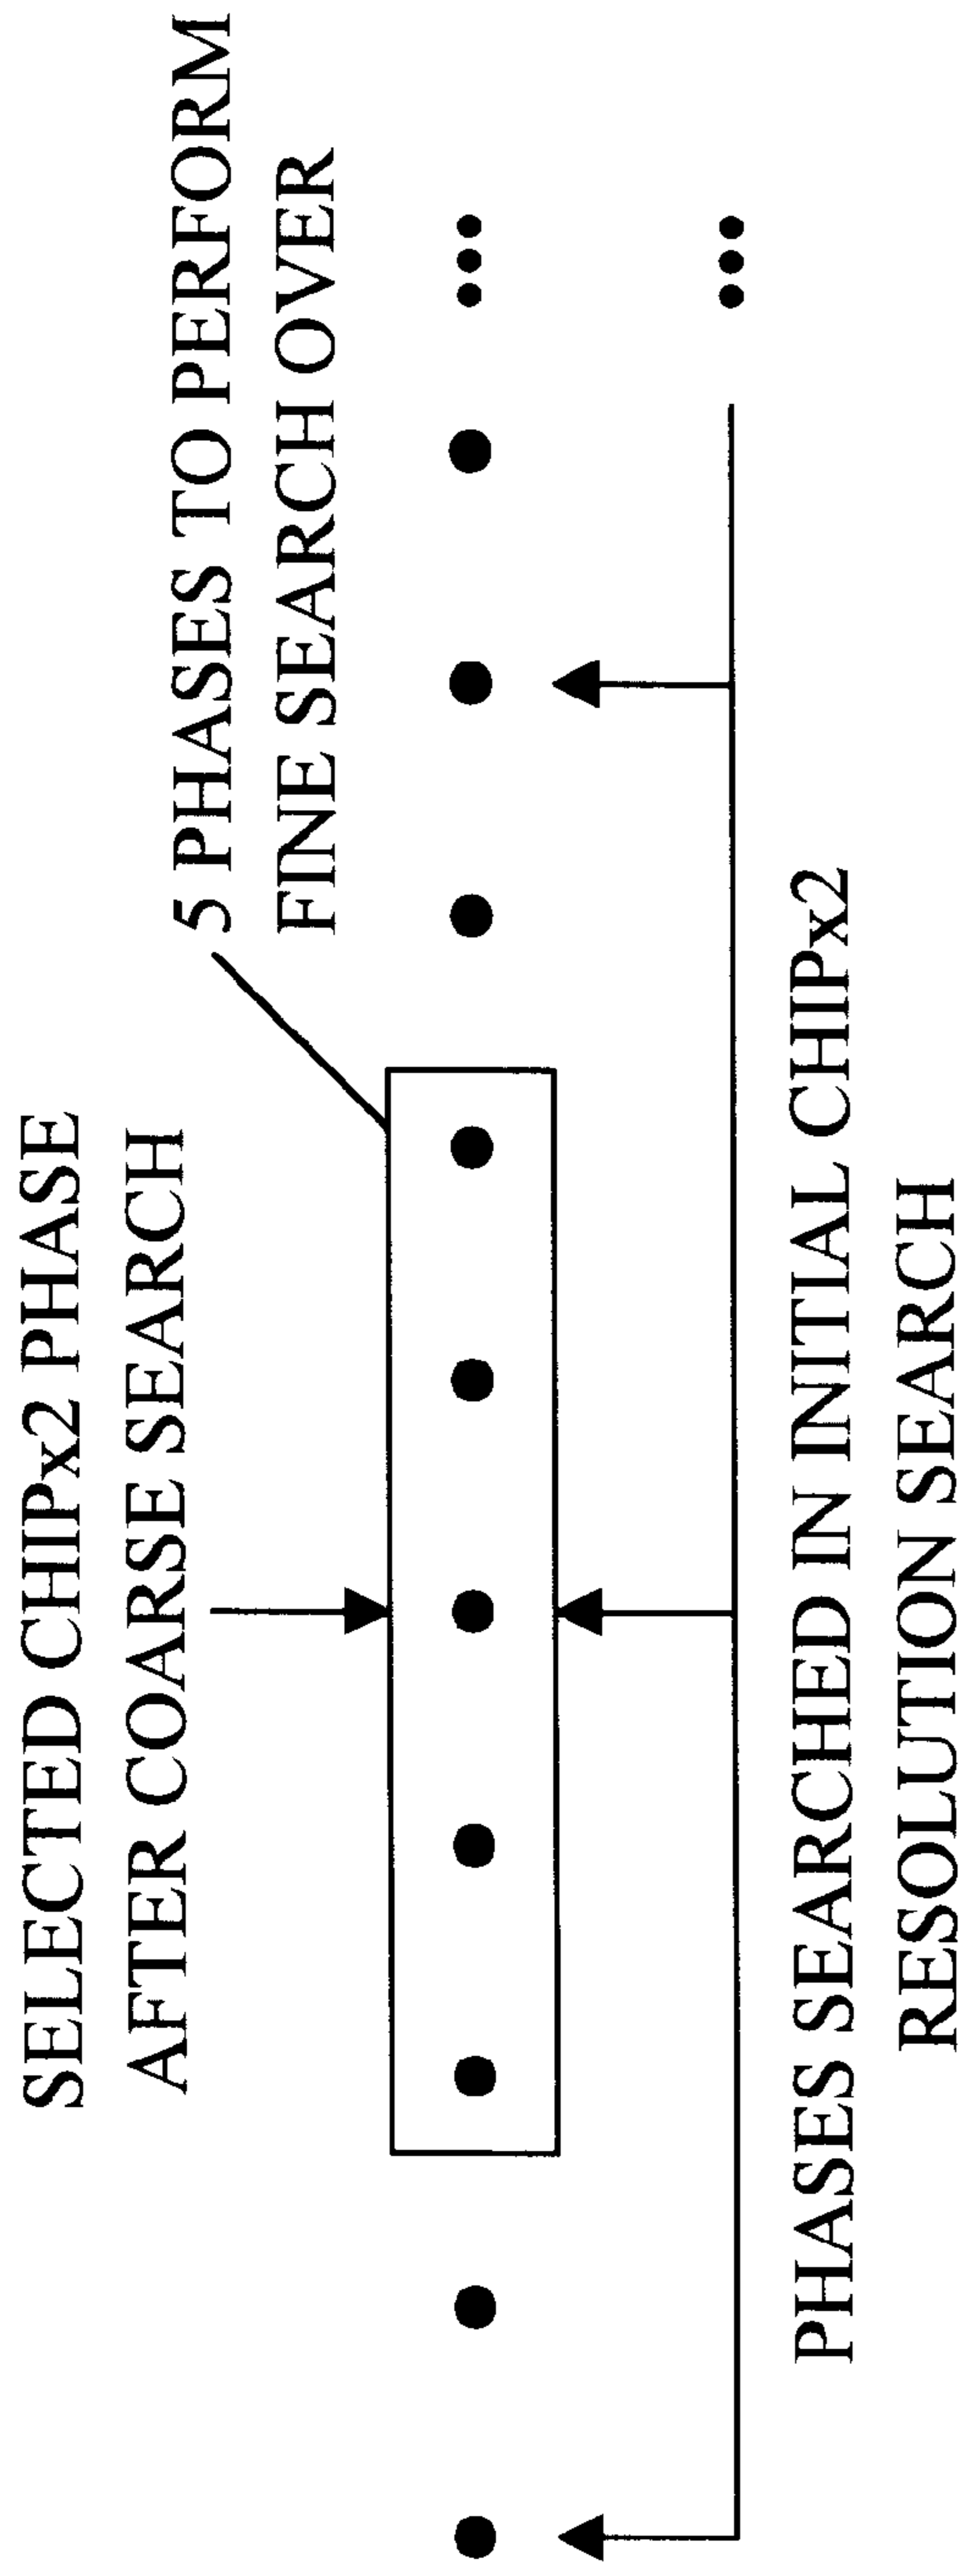 SELECTED CHIPx2 PHASE
AFTER COARSE SEARCH
5 PHASES TO PERFORM
FINE SEARCH OVER
PHASES SEARCHED IN INITIAL CHIPx2
RESOLUTION SEARCH